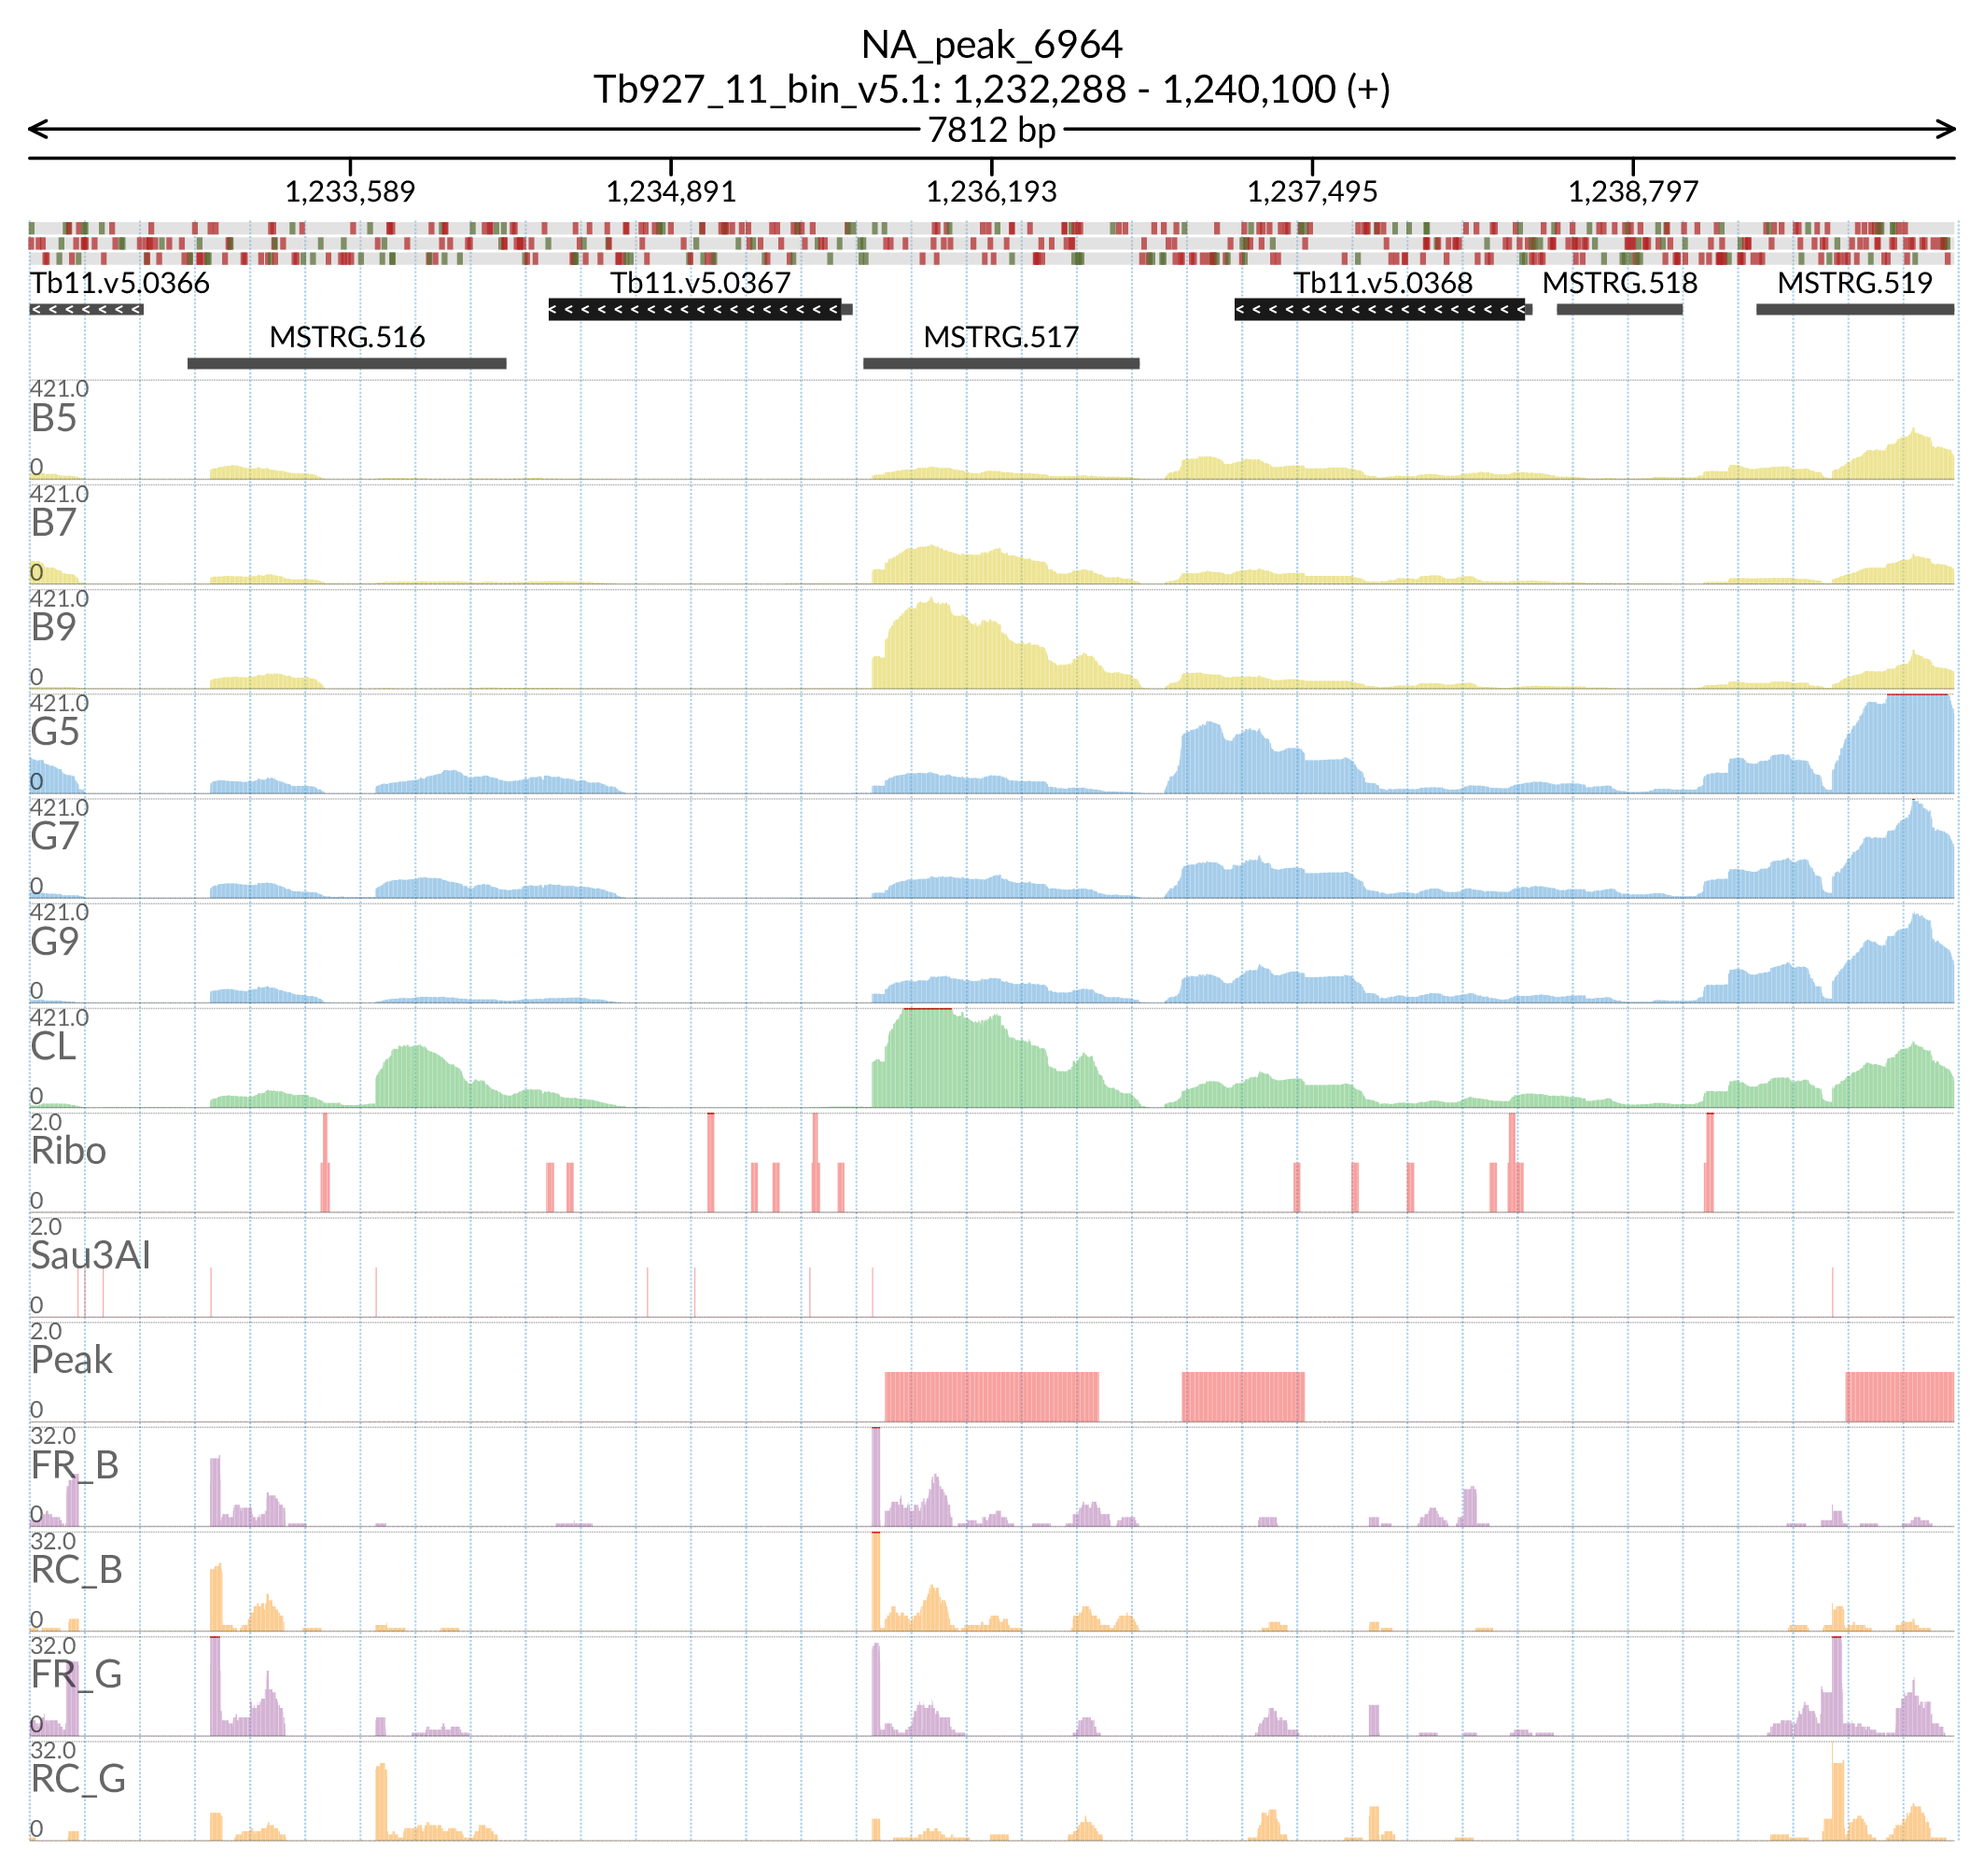 NA_peak_6964
Tb927_11_bin_v5.1: 1,232,288 - 1,240,100 (+)
7812 bp
1,233,589 1,234,891 1,236,193 1,237,495 1,238,797
Tb11.v5.0366 Tb11.v5.0367 Tb11.v5.0368 MSTRG.518 MSTRG.519
MSTRG.516 MSTRG.517
421.0
B5
0
421.0
B7
0
421.0
B9
0
421.0
G5
0
421.0
G7
0
421.0
G9
0
421.0
CL
0
2.0
Ribo
0
2.0
Sau3AI
0
2.0
Peak
0
32.0
FR_B
0
32.0
RC_B
0
32.0
FR_G
0
32.0
RC_G
0